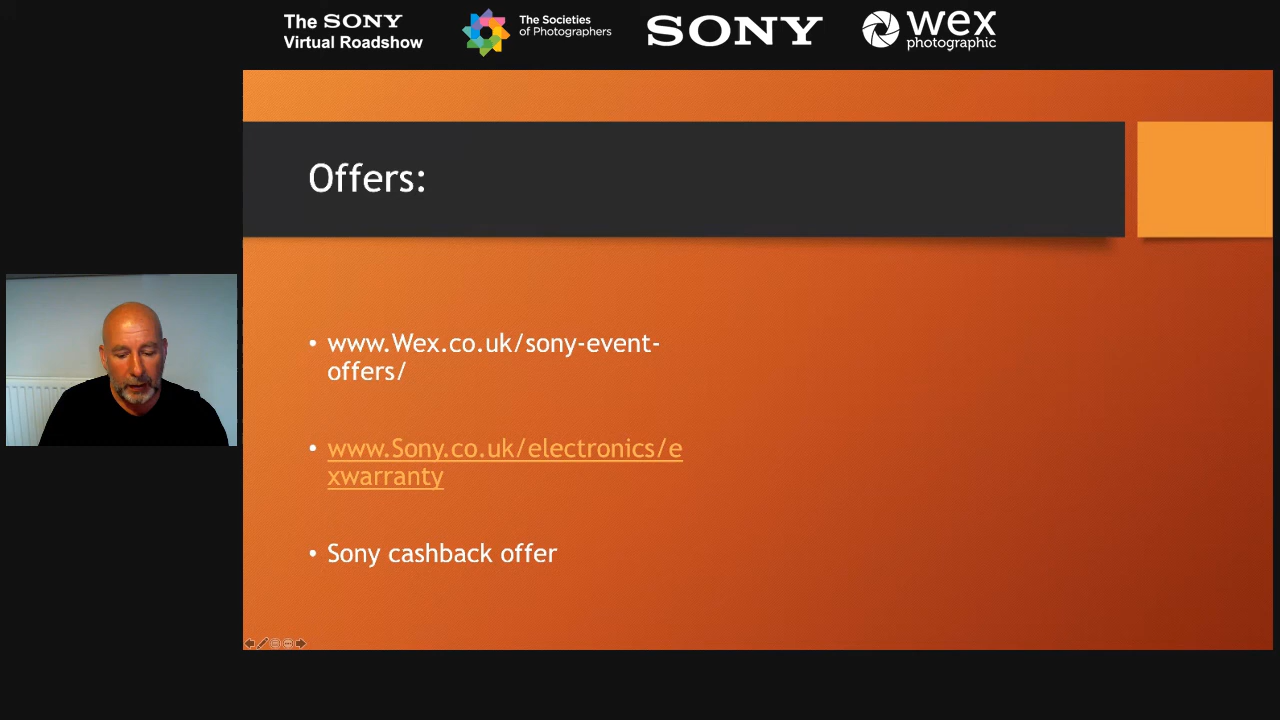 The SONY
Virtual Roadshow
The Societies
of Photographers
SONY
wex
photographic
Offers:
• www.Wex.co.uk/sony-event-
offers/
• www.Sony.co.uk/electronics/e
xwarranty
• Sony cashback offer